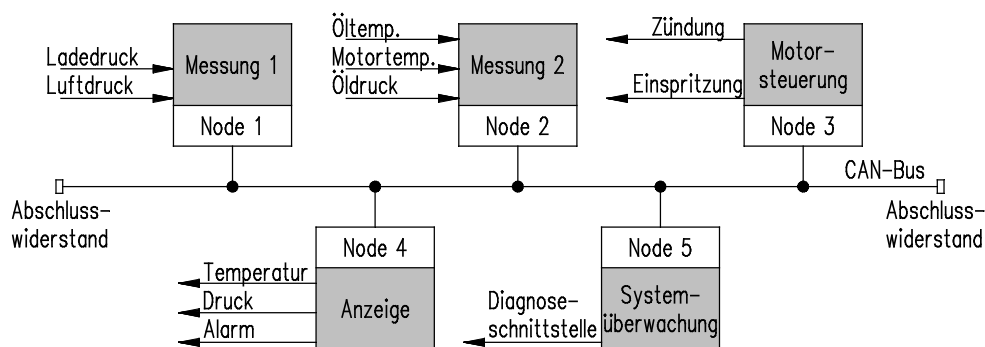 Ladedruck
Luftdruck
Messung 1
Node 1
Öltemp.
Motortemp.
Öldruck
Messung 2
Node 2
Zündung
Einspritzung
Motor-
steuerung
Node 3
CAN-Bus
Abschluss-
widerstand
Abschluss-
widerstand
Node 4
Temperatur
Druck
Alarm
Anzeige
Node 5
Diagnose-
schnittstelle
System-
überwachung